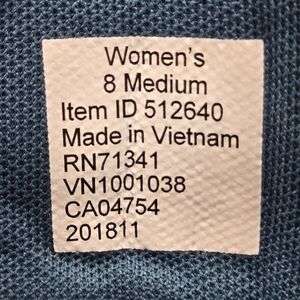 Women's
8 Medium
Item ID 512640
Made in Vietnam
RN71341
VN1001038
CA04754
201811